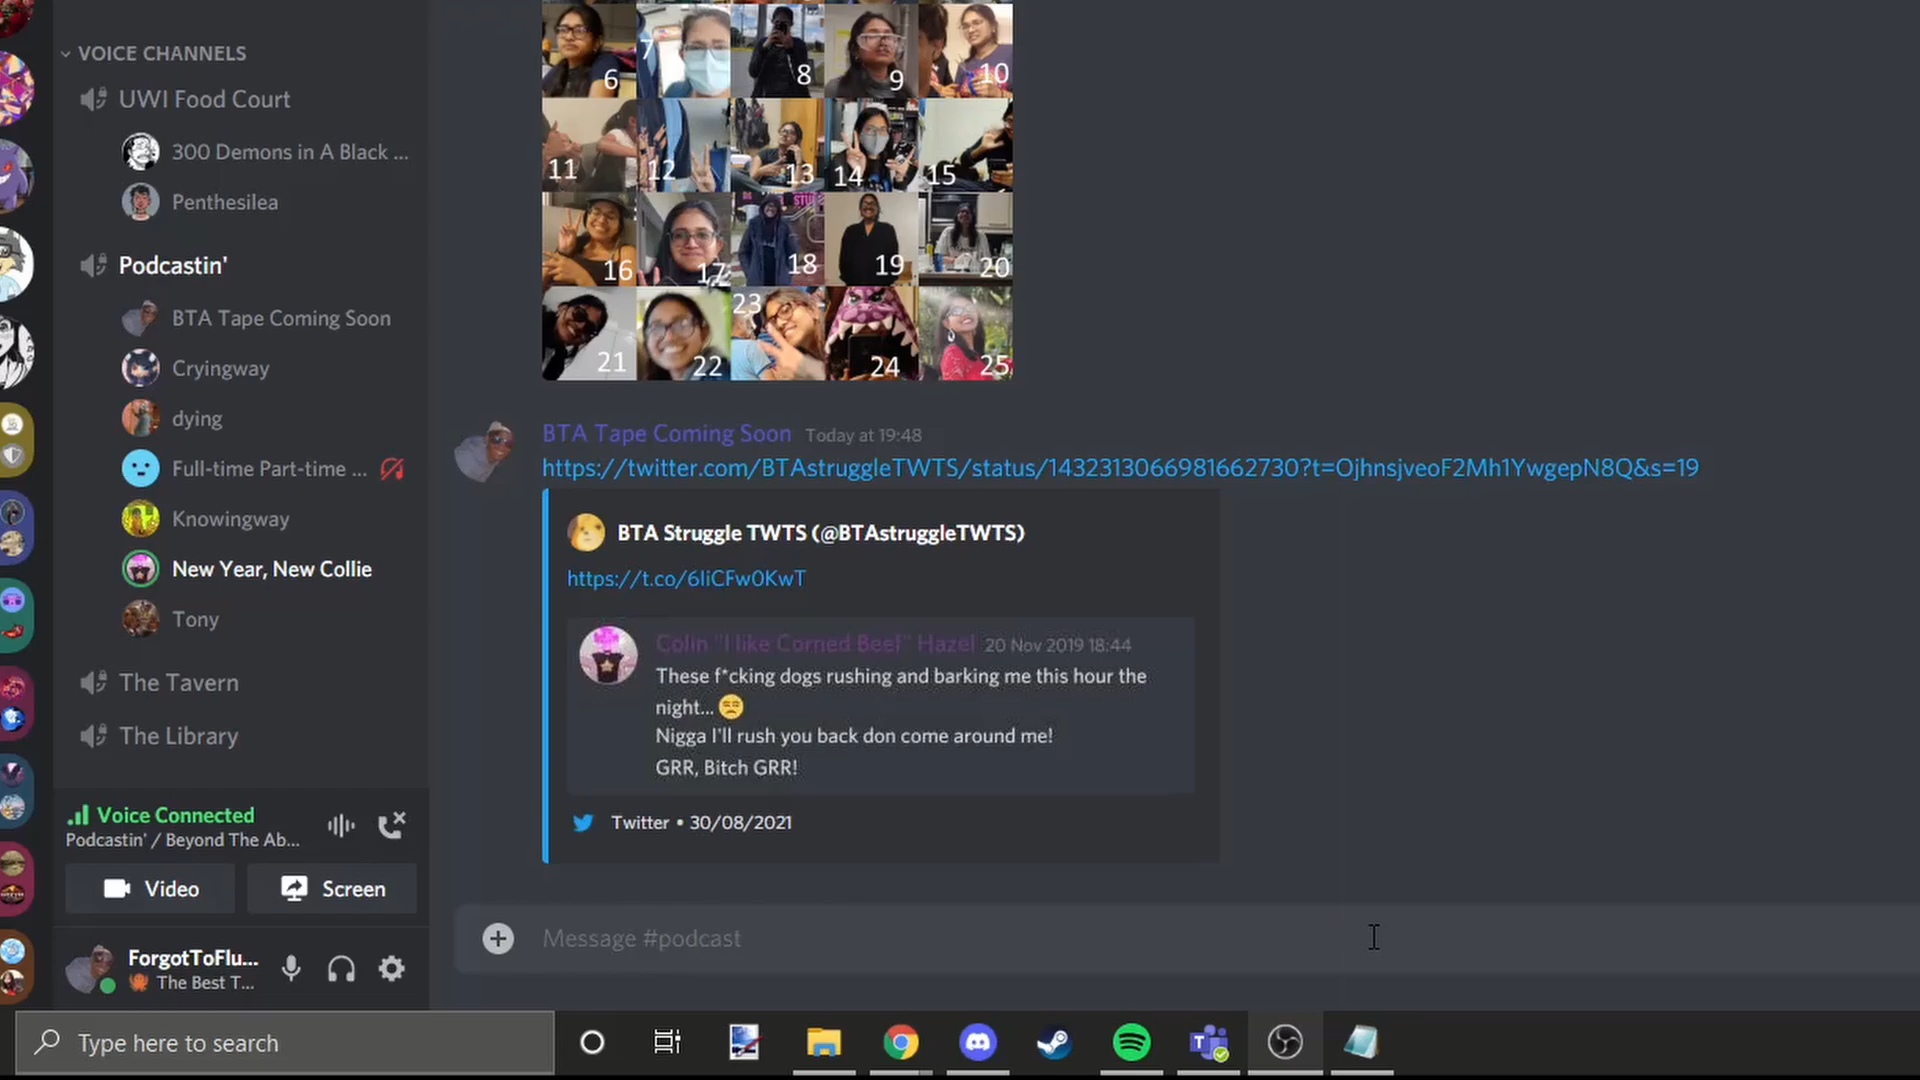 VOICE CHANNELS
UWI Food Court
300 Demons in A Black ...
Penthesilea
Podcastin'
BTA Tape Coming Soon
Cryingway
dying
Full-time Part-time ...
Knowingway
New Year, New Collie
Tony
The Tavern
The Library
Voice Connected
Podcastin' / Beyond The Ab...
Video
Screen
ForgotToFlu...
The Best T...
6 7 8 9 10
11 12 13 14 15
16 17 18 19 20
21 22 23 24 25
BTA Tape Coming Soon Today at 19:48
https://twitter.com/BTAstruggleTWTS/status/1432313066981662730?t=OjhnsjveoF2Mh1YwgepN8Q&s=19
BTA Struggle TWTS (@BTAstruggleTWTS)
https://t.co/6IiCFw0KwT
Colin "I like Corned Beef" Hazel 20 Nov 2019 18:44
These f*cking dogs rushing and barking me this hour the
night... 😒
Nigga I'll rush you back don come around me!
GRR, Bitch GRR!
Twitter • 30/08/2021
Message #podcast
Type here to search